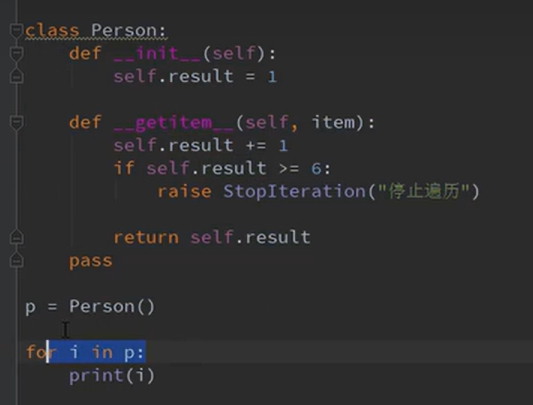 class Person:
    def __init__(self):
        self.result = 1
    def __getitem__(self, item):
        self.result += 1
        if self.result >= 6:
            raise StopIteration("停止遍历")
        return self.result
    pass
p = Person()
for i in p:
    print(i)